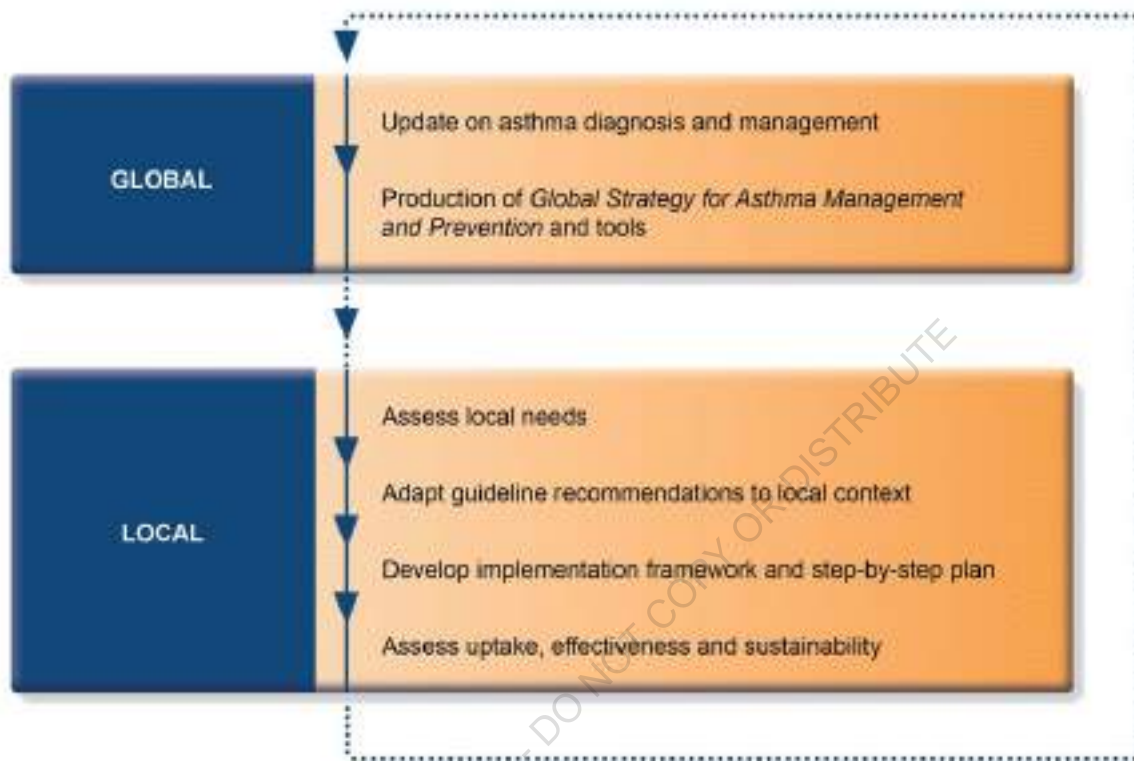 GLOBAL
Update on asthma diagnosis and management
Production of Global Strategy for Asthma Management
and Prevention and tools
LOCAL
Assess local needs
Adapt guideline recommendations to local context
Develop implementation framework and step-by-step plan
Assess uptake, effectiveness and sustainability
DO NOT COPY OR DISTRIBUTE